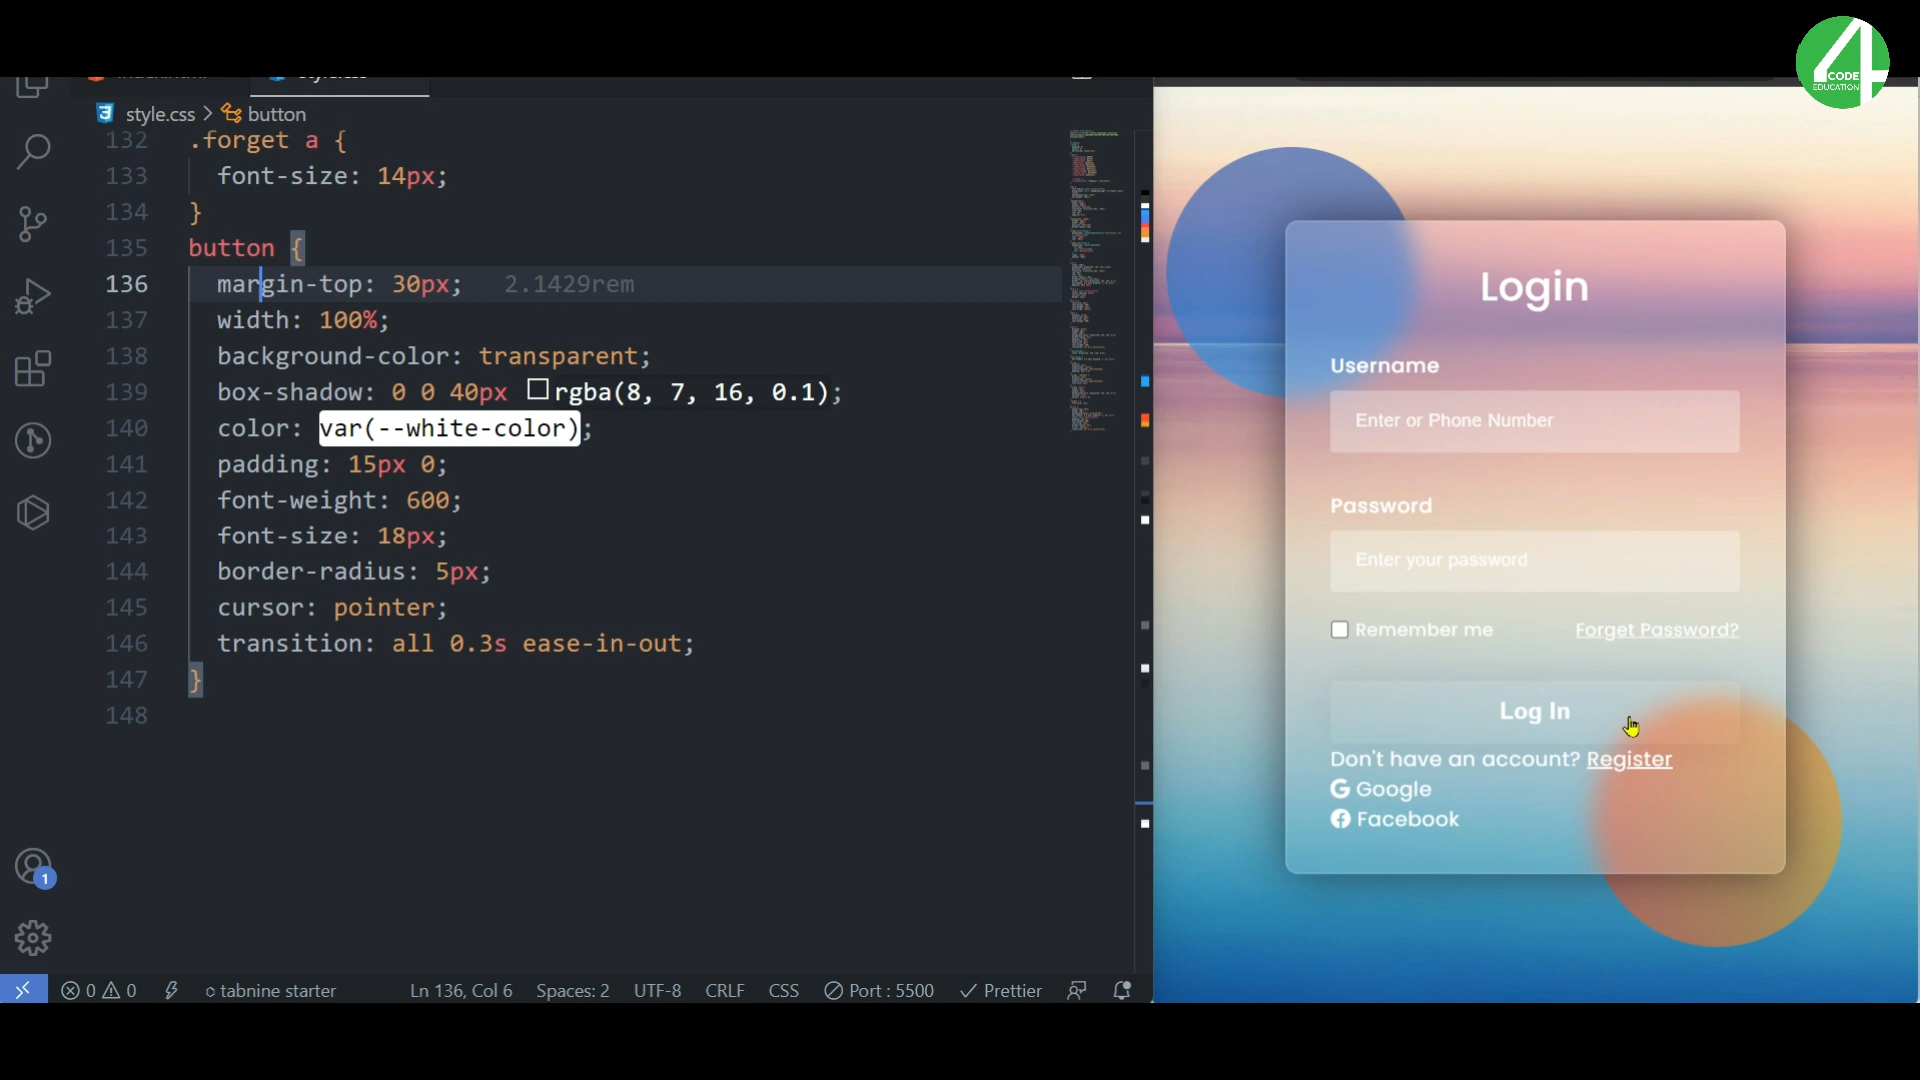 4
CODE
EDUCATION
style.css > button
132 .forget a {
133 font-size: 14px;
134 }
135 button {
136 margin-top: 30px; 2.1429rem
137 width: 100%;
138 background-color: transparent;
139 box-shadow: 0 0 40px rgba(8, 7, 16, 0.1);
140 color: var(--white-color);
141 padding: 15px 0;
142 font-weight: 600;
143 font-size: 18px;
144 border-radius: 5px;
145 cursor: pointer;
146 transition: all 0.3s ease-in-out;
147 }
148
1
0 0 tabnine starter Ln 136, Col 6 Spaces: 2 UTF-8 CRLF CSS Port : 5500 Prettier
Login
Username
Enter or Phone Number
Password
Enter your password
Remember me Forget Password?
Log In
Don't have an account? Register
Google
Facebook